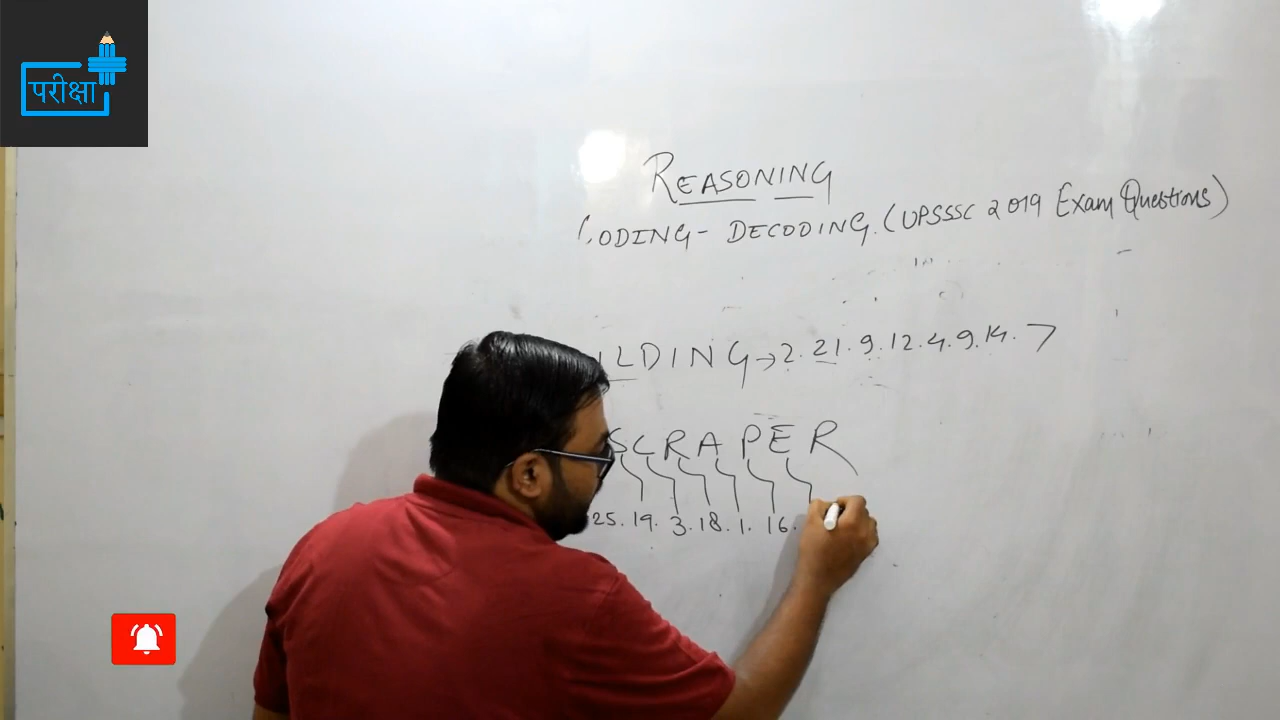 परीक्षा
REASONING
CODING- DECODING. (UPSSSC 2019 Exam Questions)
ILDING→2.21.9.12.4.9.14.7
SCRAPER
25.19.3.18.1.16.